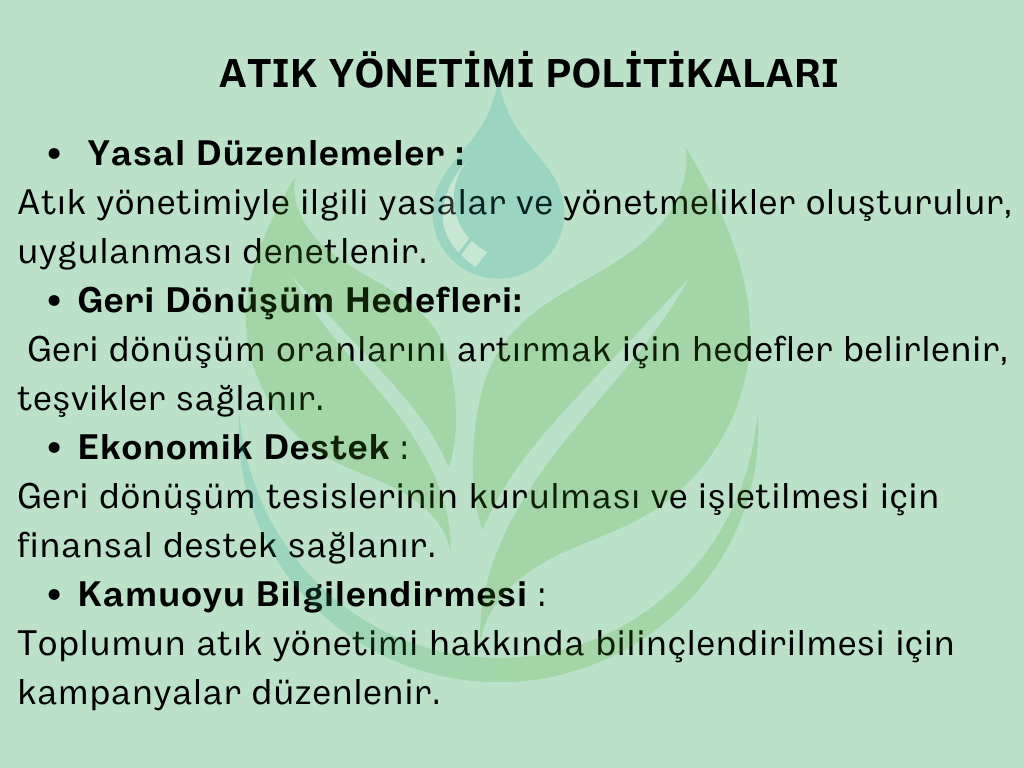 ATIK YÖNETİMİ POLİTİKALARI
• Yasal Düzenlemeler :
Atık yönetimiyle ilgili yasalar ve yönetmelikler oluşturulur,
uygulanması denetlenir.
• Geri Dönüşüm Hedefleri:
Geri dönüşüm oranlarını artırmak için hedefler belirlenir,
teşvikler sağlanır.
• Ekonomik Destek :
Geri dönüşüm tesislerinin kurulması ve işletilmesi için
finansal destek sağlanır.
• Kamuoyu Bilgilendirmesi :
Toplumun atık yönetimi hakkında bilinçlendirilmesi için
kampanyalar düzenlenir.